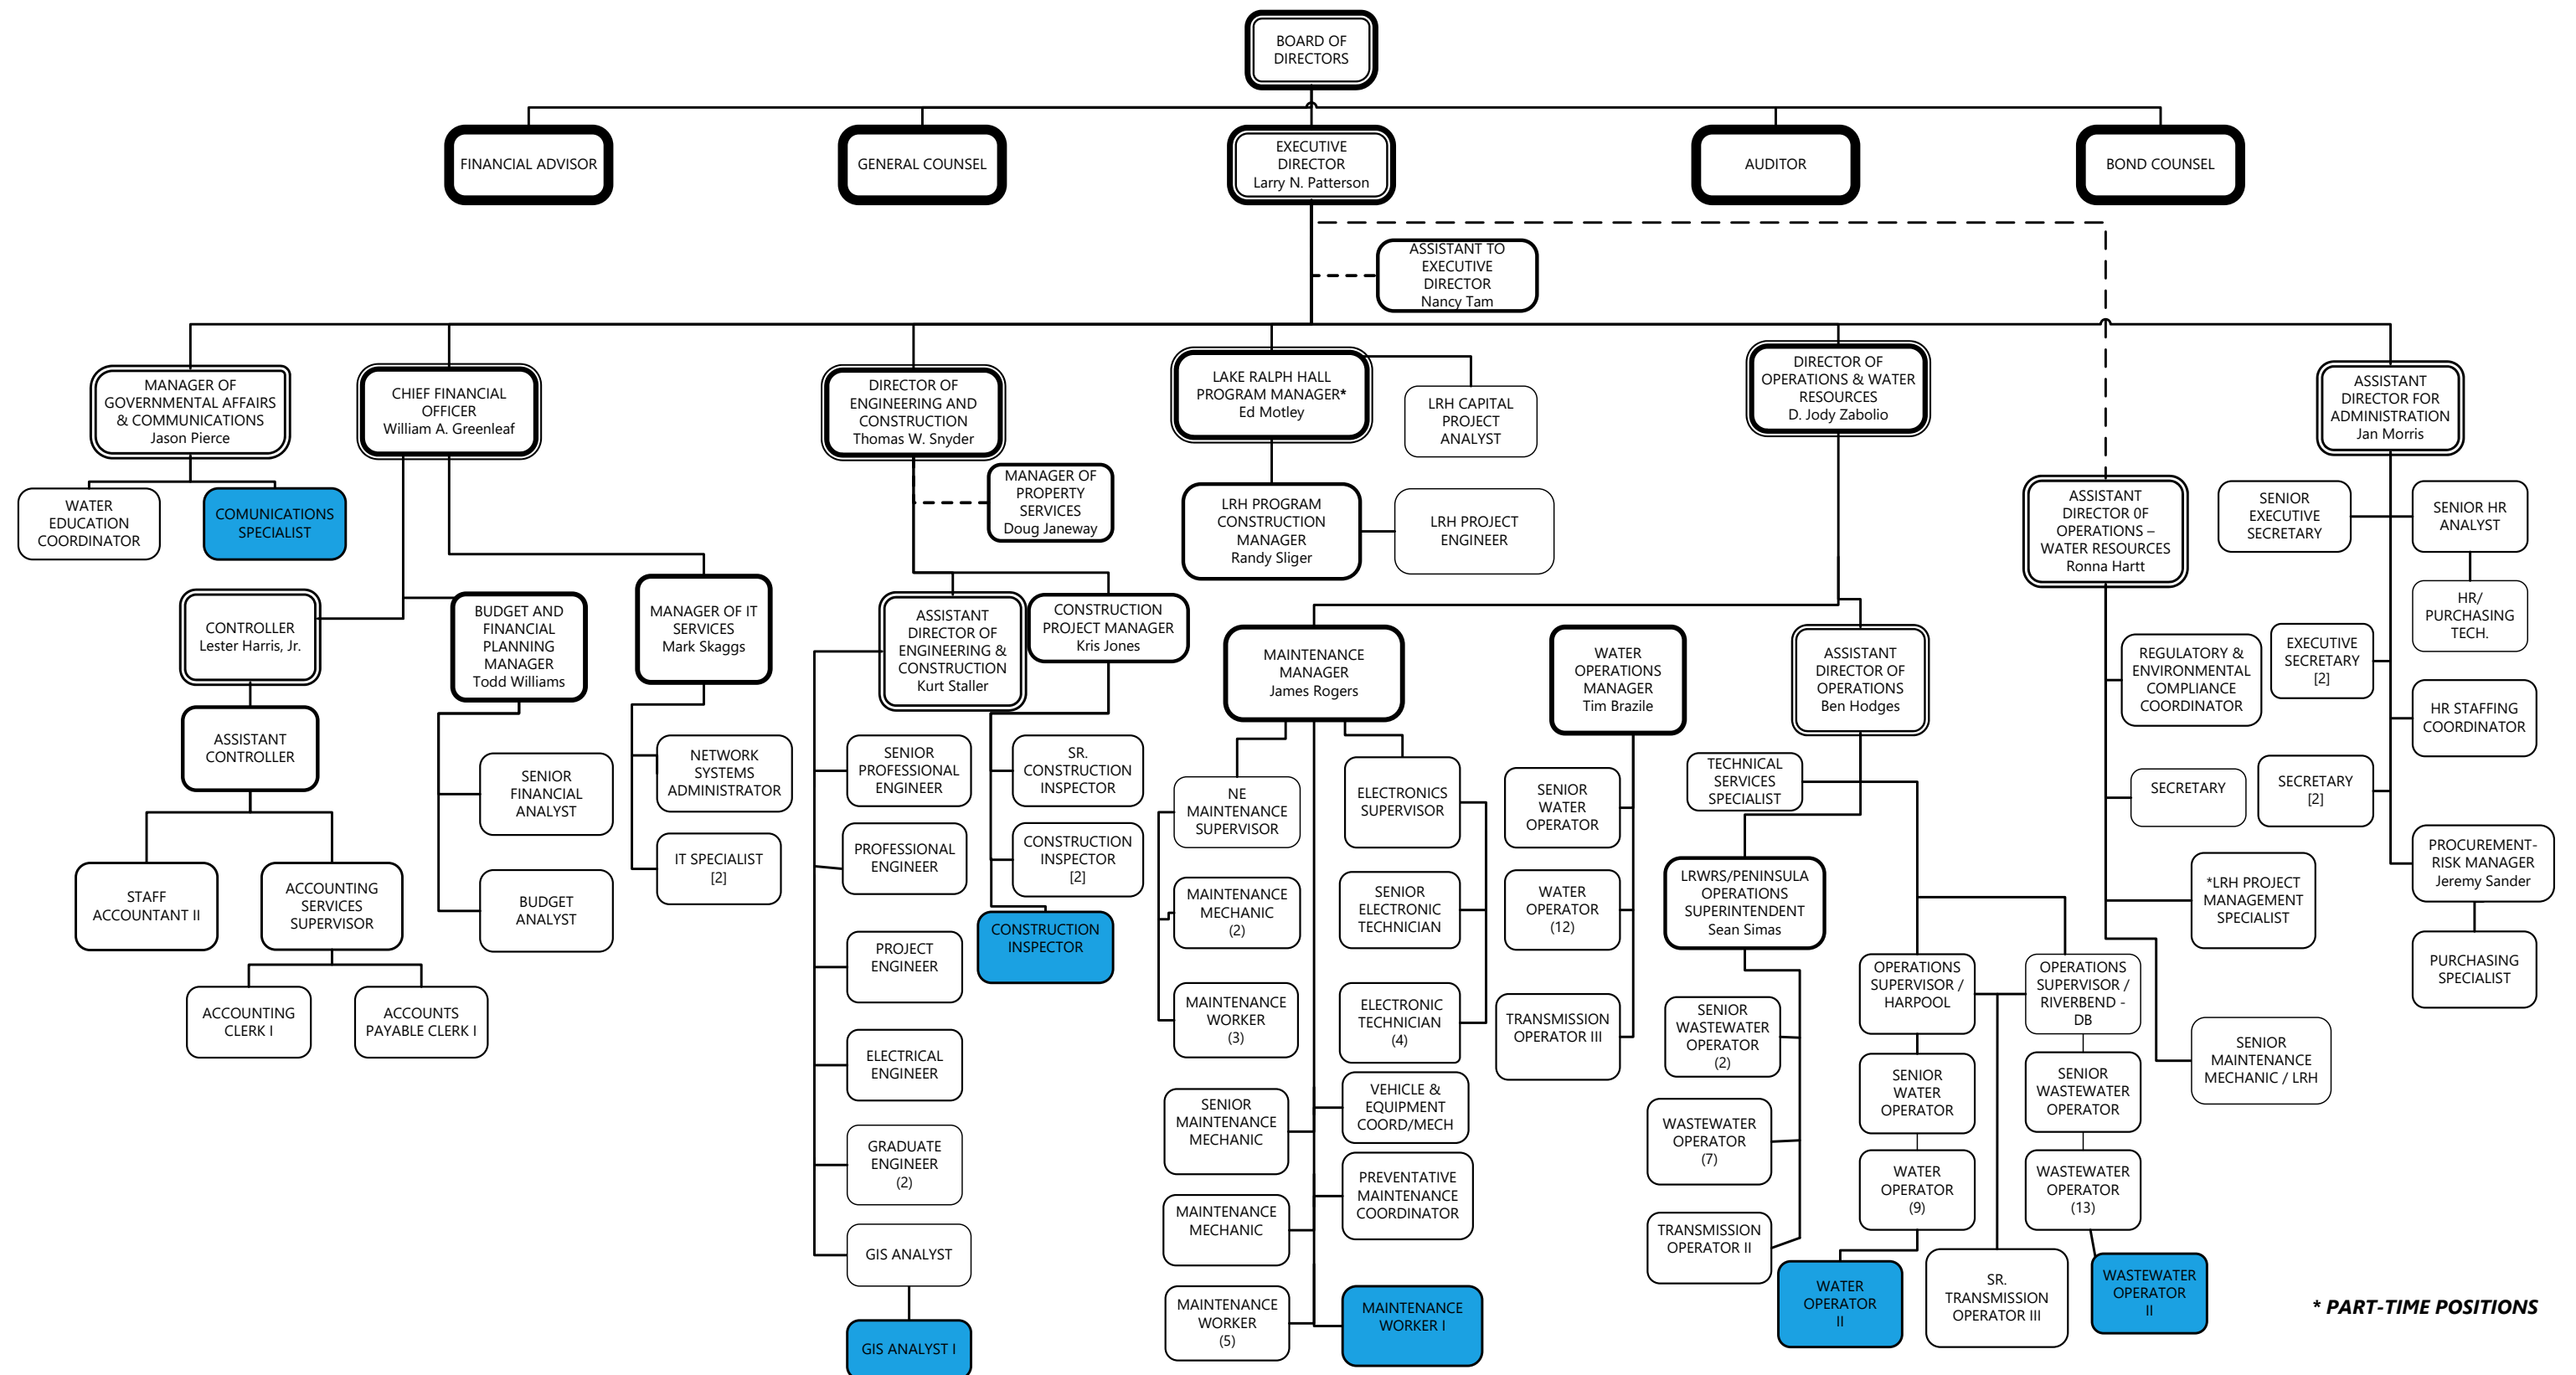 BOARD OF
DIRECTORS
FINANCIAL ADVISOR
GENERAL COUNSEL
EXECUTIVE
DIRECTOR
Larry N. Patterson
AUDITOR
BOND COUNSEL
ASSISTANT TO
EXECUTIVE
DIRECTOR
Nancy Tam
MANAGER OF
GOVERNMENTAL AFFAIRS
& COMMUNICATIONS
Jason Pierce
CHIEF FINANCIAL
OFFICER
William A. Greenleaf
DIRECTOR OF
ENGINEERING AND
CONSTRUCTION
Thomas W. Snyder
LAKE RALPH HALL
PROGRAM MANAGER*
Ed Motley
LRH CAPITAL
PROJECT
ANALYST
DIRECTOR OF
OPERATIONS & WATER
RESOURCES
D. Jody Zabolio
ASSISTANT
DIRECTOR FOR
ADMINISTRATION
Jan Morris
WATER
EDUCATION
COORDINATOR
COMUNICATIONS
SPECIALIST
MANAGER OF
PROPERTY
SERVICES
Doug Janeway
LRH PROGRAM
CONSTRUCTION
MANAGER
Randy Sliger
LRH PROJECT
ENGINEER
ASSISTANT
DIRECTOR 0F
OPERATIONS –
WATER RESOURCES
Ronna Hartt
SENIOR
EXECUTIVE
SECRETARY
SENIOR HR
ANALYST
HR/
PURCHASING
TECH.
CONTROLLER
Lester Harris, Jr.
BUDGET AND
FINANCIAL
PLANNING
MANAGER
Todd Williams
MANAGER OF IT
SERVICES
Mark Skaggs
ASSISTANT
DIRECTOR OF
ENGINEERING &
CONSTRUCTION
Kurt Staller
CONSTRUCTION
PROJECT MANAGER
Kris Jones
MAINTENANCE
MANAGER
James Rogers
WATER
OPERATIONS
MANAGER
Tim Brazile
ASSISTANT
DIRECTOR OF
OPERATIONS
Ben Hodges
REGULATORY &
ENVIRONMENTAL
COMPLIANCE
COORDINATOR
EXECUTIVE
SECRETARY
[2]
HR STAFFING
COORDINATOR
ASSISTANT
CONTROLLER
SENIOR
FINANCIAL
ANALYST
NETWORK
SYSTEMS
ADMINISTRATOR
SENIOR
PROFESSIONAL
ENGINEER
SR.
CONSTRUCTION
INSPECTOR
NE
MAINTENANCE
SUPERVISOR
ELECTRONICS
SUPERVISOR
SENIOR
WATER
OPERATOR
TECHNICAL
SERVICES
SPECIALIST
SECRETARY
SECRETARY
[2]
STAFF
ACCOUNTANT II
ACCOUNTING
SERVICES
SUPERVISOR
BUDGET
ANALYST
IT SPECIALIST
[2]
PROFESSIONAL
ENGINEER
CONSTRUCTION
INSPECTOR
[2]
MAINTENANCE
MECHANIC
(2)
SENIOR
ELECTRONIC
TECHNICIAN
WATER
OPERATOR
(12)
LRWRS/PENINSULA
OPERATIONS
SUPERINTENDENT
Sean Simas
*LRH PROJECT
MANAGEMENT
SPECIALIST
PROCUREMENT-
RISK MANAGER
Jeremy Sander
PURCHASING
SPECIALIST
ACCOUNTING
CLERK I
ACCOUNTS
PAYABLE CLERK I
PROJECT
ENGINEER
CONSTRUCTION
INSPECTOR
MAINTENANCE
WORKER
(3)
ELECTRONIC
TECHNICIAN
(4)
TRANSMISSION
OPERATOR III
SENIOR
WASTEWATER
OPERATOR
(2)
OPERATIONS
SUPERVISOR /
HARPOOL
OPERATIONS
SUPERVISOR /
RIVERBEND -
DB
SENIOR
MAINTENANCE
MECHANIC / LRH
ELECTRICAL
ENGINEER
SENIOR
MAINTENANCE
MECHANIC
VEHICLE &
EQUIPMENT
COORD/MECH
WASTEWATER
OPERATOR
(7)
SENIOR
WATER
OPERATOR
SENIOR
WASTEWATER
OPERATOR
GRADUATE
ENGINEER
(2)
MAINTENANCE
MECHANIC
PREVENTATIVE
MAINTENANCE
COORDINATOR
TRANSMISSION
OPERATOR II
WATER
OPERATOR
(9)
WASTEWATER
OPERATOR
(13)
GIS ANALYST
GIS ANALYST I
MAINTENANCE
WORKER
(5)
MAINTENANCE
WORKER I
WATER
OPERATOR
II
SR.
TRANSMISSION
OPERATOR III
WASTEWATER
OPERATOR
II
* PART-TIME POSITIONS